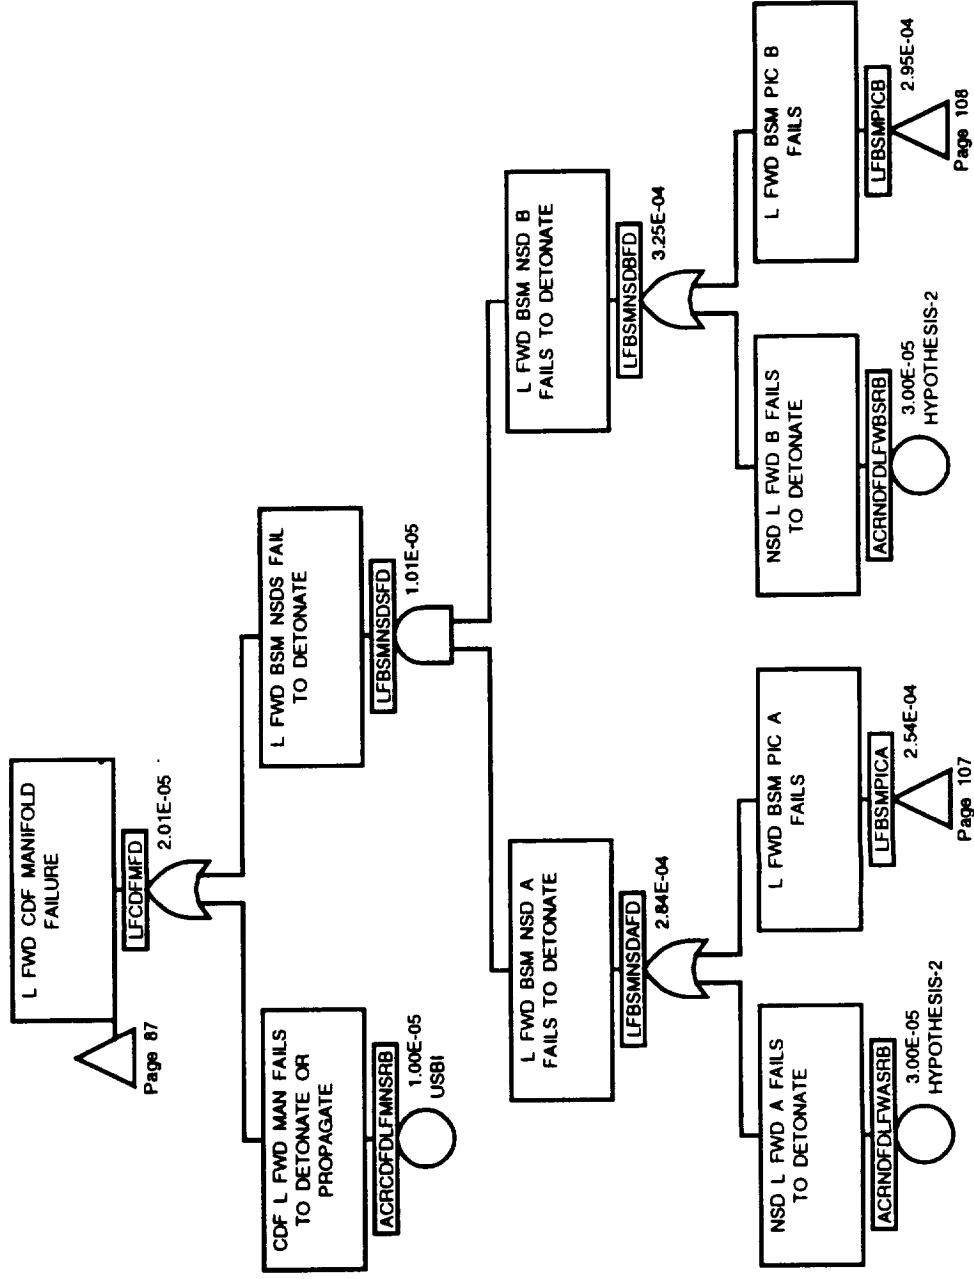 L FWD CDF MANIFOLD
FAILURE
LFCDFMFD
2.01E-05
Page 87
CDF L FWD MAN FAILS
TO DETONATE OR
PROPAGATE
ACRCDFDLFMNSRB
1.00E-05
USBI
L FWD BSM NSDS FAIL
TO DETONATE
LFBSMNSDSFD
1.01E-05
L FWD BSM NSD A
FAILS TO DETONATE
LFBSMNSDAFD
2.84E-04
L FWD BSM NSD B
FAILS TO DETONATE
LFBSMNSDBFD
3.25E-04
NSD L FWD A FAILS
TO DETONATE
ACRNDFDLFWASRB
3.00E-05
HYPOTHESIS-2
L FWD BSM PIC A
FAILS
LFBSMPICA
2.54E-04
Page 107
NSD L FWD B FAILS
TO DETONATE
ACRNDFDLFWBSRB
3.00E-05
HYPOTHESIS-2
L FWD BSM PIC B
FAILS
LFBSMPICB
2.95E-04
Page 108